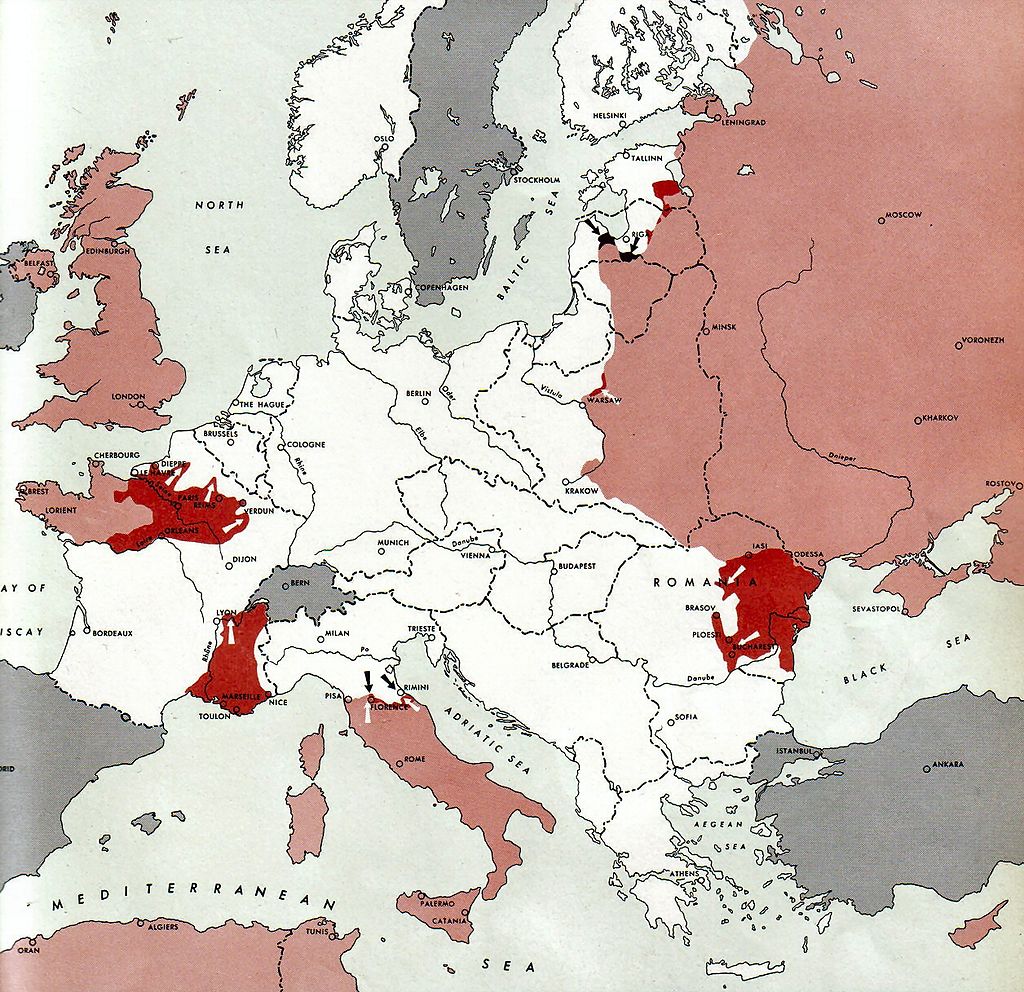 HELSINKI
LENINGRAD
OSLO
TALLINN
STOCKHOLM
NORTH
SEA
BALTIC SEA
RIGA
MOSCOW
EDINBURGH
BELFAST
COPENHAGEN
MINSK
VORONEZH
LONDON
THE HAGUE
BERLIN
Oder
Vistula
WARSAW
BRUSSELS
COLOGNE
Rhine
Elbe
KHARKOV
Dnieper
CHERBOURG
DIEPPE
LE HAVRE
Seine
PARIS
REIMS
VERDUN
BREST
LORIENT
ORLEANS
Loire
KRAKOW
ROSTOV
DIJON
MUNICH
Danube
VIENNA
BUDAPEST
IASI
ODESSA
AY OF
ISCAY
BERN
ROMANIA
BRASOV
PLOESTI
BUCHAREST
SEVASTOPOL
BLACK SEA
LYON
BORDEAUX
Rhône
MILAN
TRIESTE
Po
BELGRADE
Danube
MARSEILLE
NICE
TOULON
PISA
RIMINI
FLORENCE
ADRIATIC SEA
SOFIA
ISTANBUL
ANKARA
RID
ROME
AEGEAN
SEA
ATHENS
MEDITERRANEAN
SEA
PALERMO
CATANIA
ALGIERS
TUNIS
ORAN